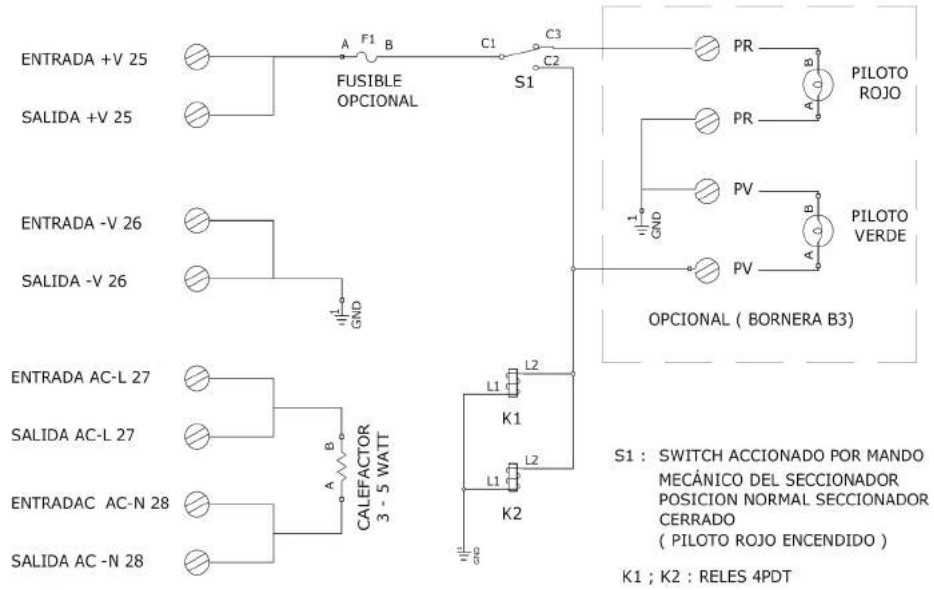 ENTRADA +V 25
SALIDA +V 25
ENTRADA -V 26
SALIDA -V 26
1
GND
ENTRADA AC-L 27
SALIDA AC-L 27
ENTRADAC AC-N 28
SALIDA AC -N 28
B
A
CALEFACTOR
3 - 5 WATT
A F1 B
FUSIBLE
OPCIONAL
C1
C3
C2
S1
PR
PR
PV
PV
1
GND
B
A
PILOTO
ROJO
B
A
PILOTO
VERDE
OPCIONAL ( BORNERA B3)
L2
L1
K1
L2
L1
K2
1
GND
S1 : SWITCH ACCIONADO POR MANDO
MECÁNICO DEL SECCIONADOR
POSICION NORMAL SECCIONADOR
CERRADO
( PILOTO ROJO ENCENDIDO )
K1 ; K2 : RELES 4PDT